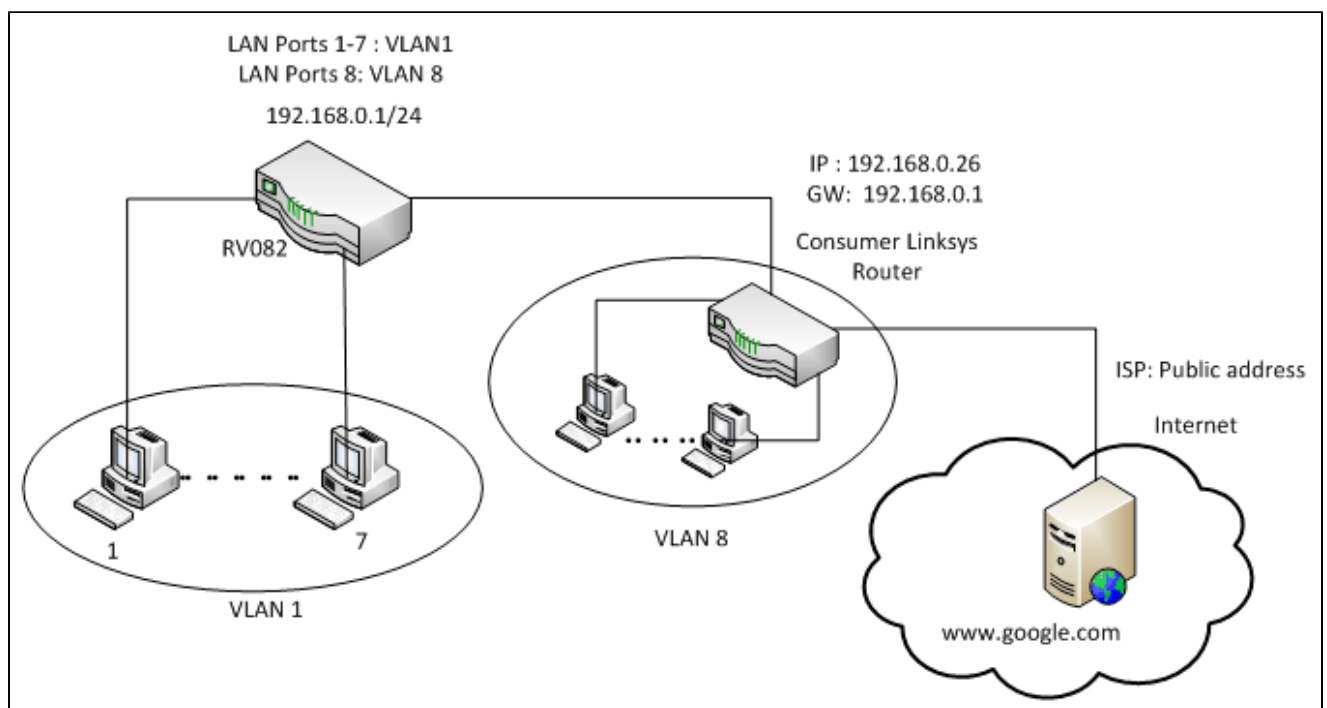 LAN Ports 1-7 : VLAN1
LAN Ports 8: VLAN 8
192.168.0.1/24
RV082
IP : 192.168.0.26
GW: 192.168.0.1
Consumer Linksys
Router
ISP: Public address
Internet
1
7
VLAN 1
VLAN 8
www.google.com